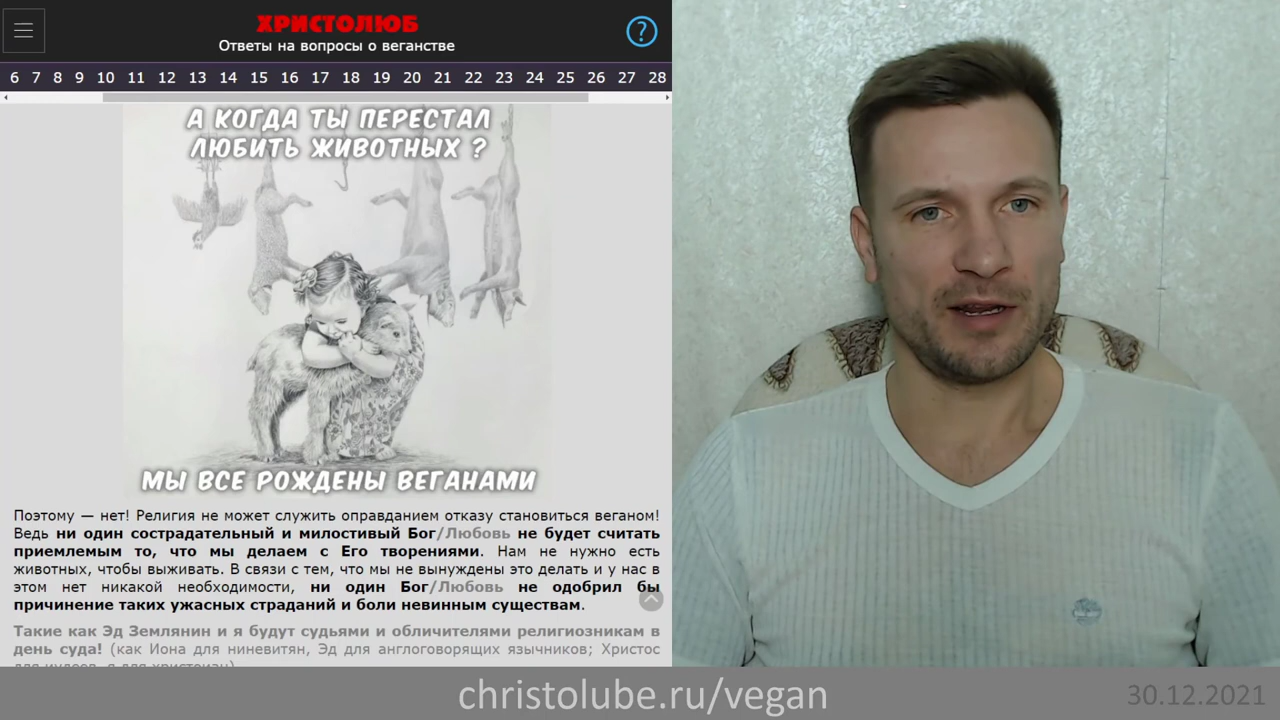 ХРИСТОЛЮБ
Ответы на вопросы о веганстве
?
6 7 8 9 10 11 12 13 14 15 16 17 18 19 20 21 22 23 24 25 26 27 28
А КОГДА ТЫ ПЕРЕСТАЛ
ЛЮБИТЬ ЖИВОТНЫХ ?
МЫ ВСЕ РОЖДЕНЫ ВЕГАНАМИ
Поэтому — нет! Религия не может служить оправданием отказу становиться веганом!
Ведь ни один сострадательный и милостивый Бог/Любовь не будет считать
приемлемым то, что мы делаем с Его творениями. Нам не нужно есть
животных, чтобы выживать. В связи с тем, что мы не вынуждены это делать и у нас в
этом нет никакой необходимости, ни один Бог/Любовь не одобрил бы
причинение таких ужасных страданий и боли невинным существам.
Такие как Эд Землянин и я будут судьями и обличителями религиозникам в
день суда! (как Иона для ниневитян, Эд для англоговорящих язычников; Христос
для иудеев, я для христиан)
christolube.ru/vegan
30.12.2021